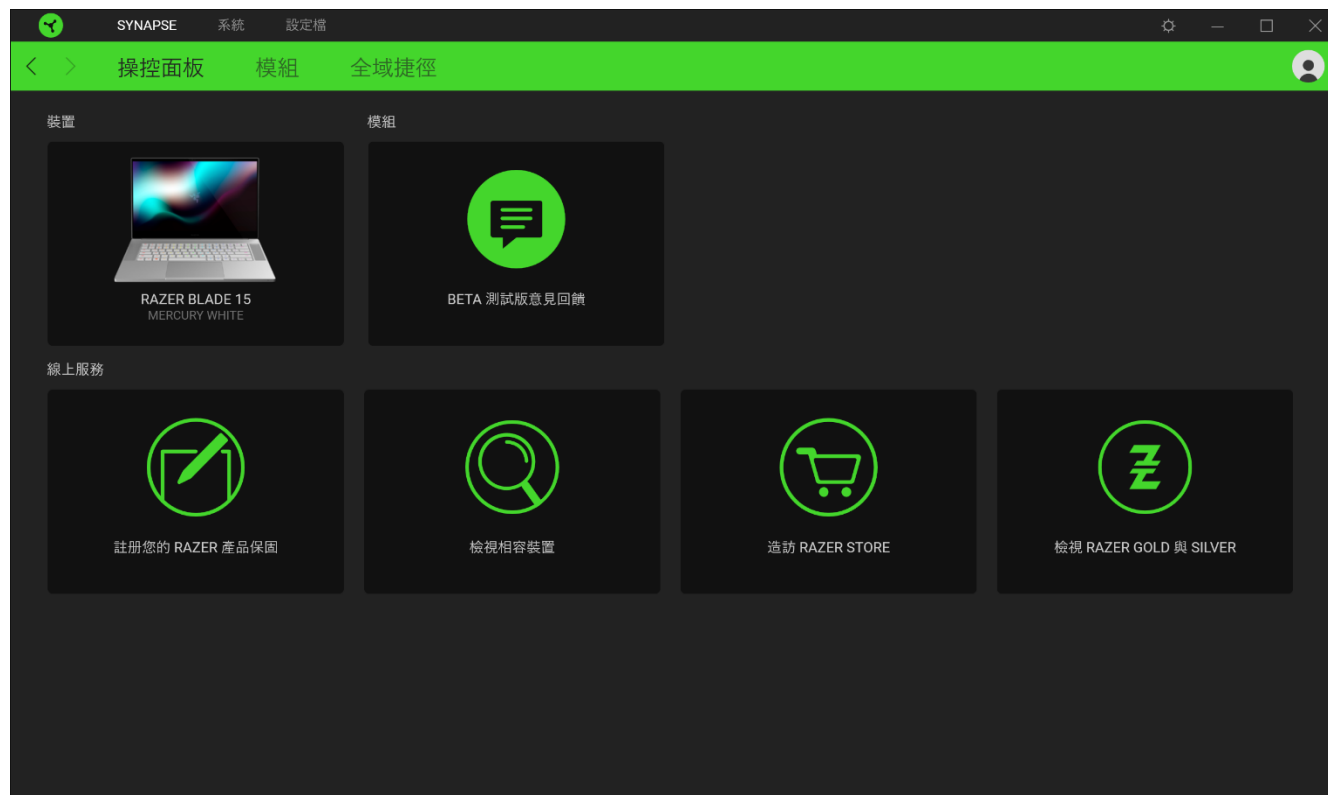 SYNAPSE 系統 設定檔
操控面板 模組 全域捷徑
裝置 模組
RAZER BLADE 15
MERCURY WHITE
BETA 測試版意見回饋
線上服務
註册您的 RAZER 產品保固
檢視相容裝置
造訪 RAZER STORE
檢視 RAZER GOLD 與 SILVER